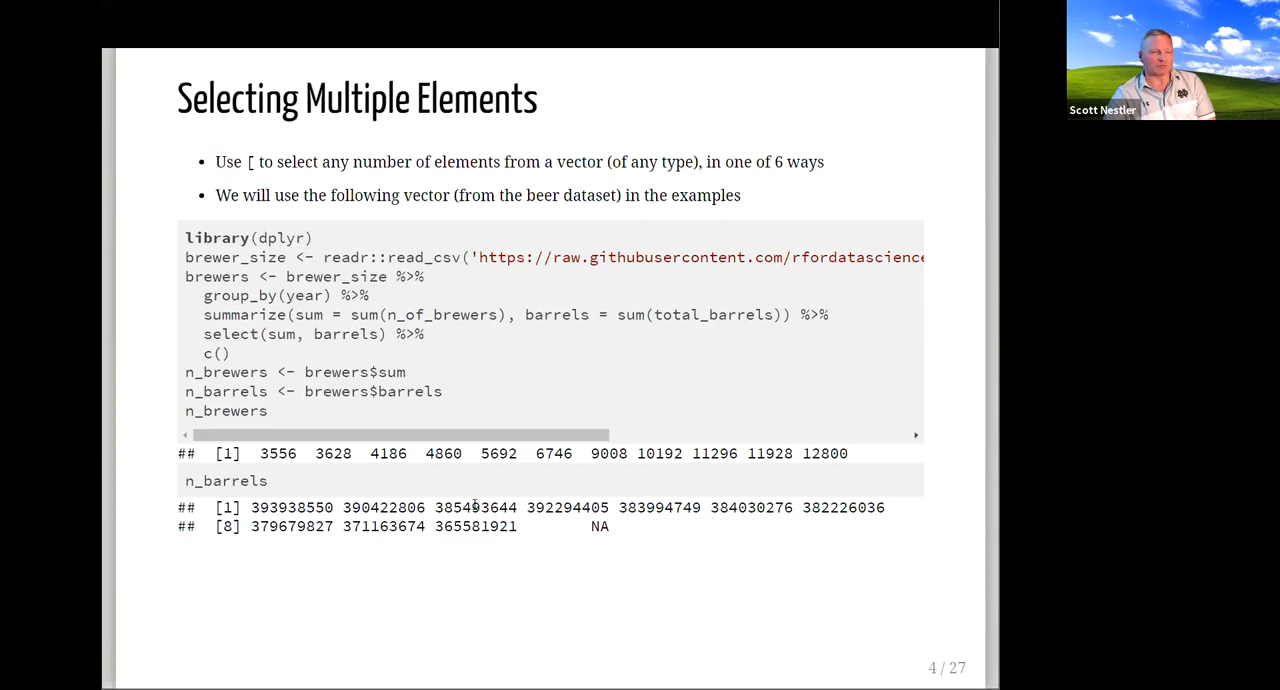 Selecting Multiple Elements
• Use [ to select any number of elements from a vector (of any type), in one of 6 ways
• We will use the following vector (from the beer dataset) in the examples
library(dplyr)
brewer_size <- readr::read_csv('https://raw.githubusercontent.com/rfordatascience
brewers <- brewer_size %>%
  group_by(year) %>%
  summarize(sum = sum(n_of_brewers), barrels = sum(total_barrels)) %>%
  select(sum, barrels) %>%
  c()
n_brewers <- brewers$sum
n_barrels <- brewers$barrels
n_brewers
##  [1]  3556  3628  4186  4860  5692  6746  9008 10192 11296 11928 12800
n_barrels
##  [1] 393938550 390422806 385493644 392294405 383994749 384030276 382226036
##  [8] 379679827 371163674 365581921        NA
4 / 27
Scott Nestler